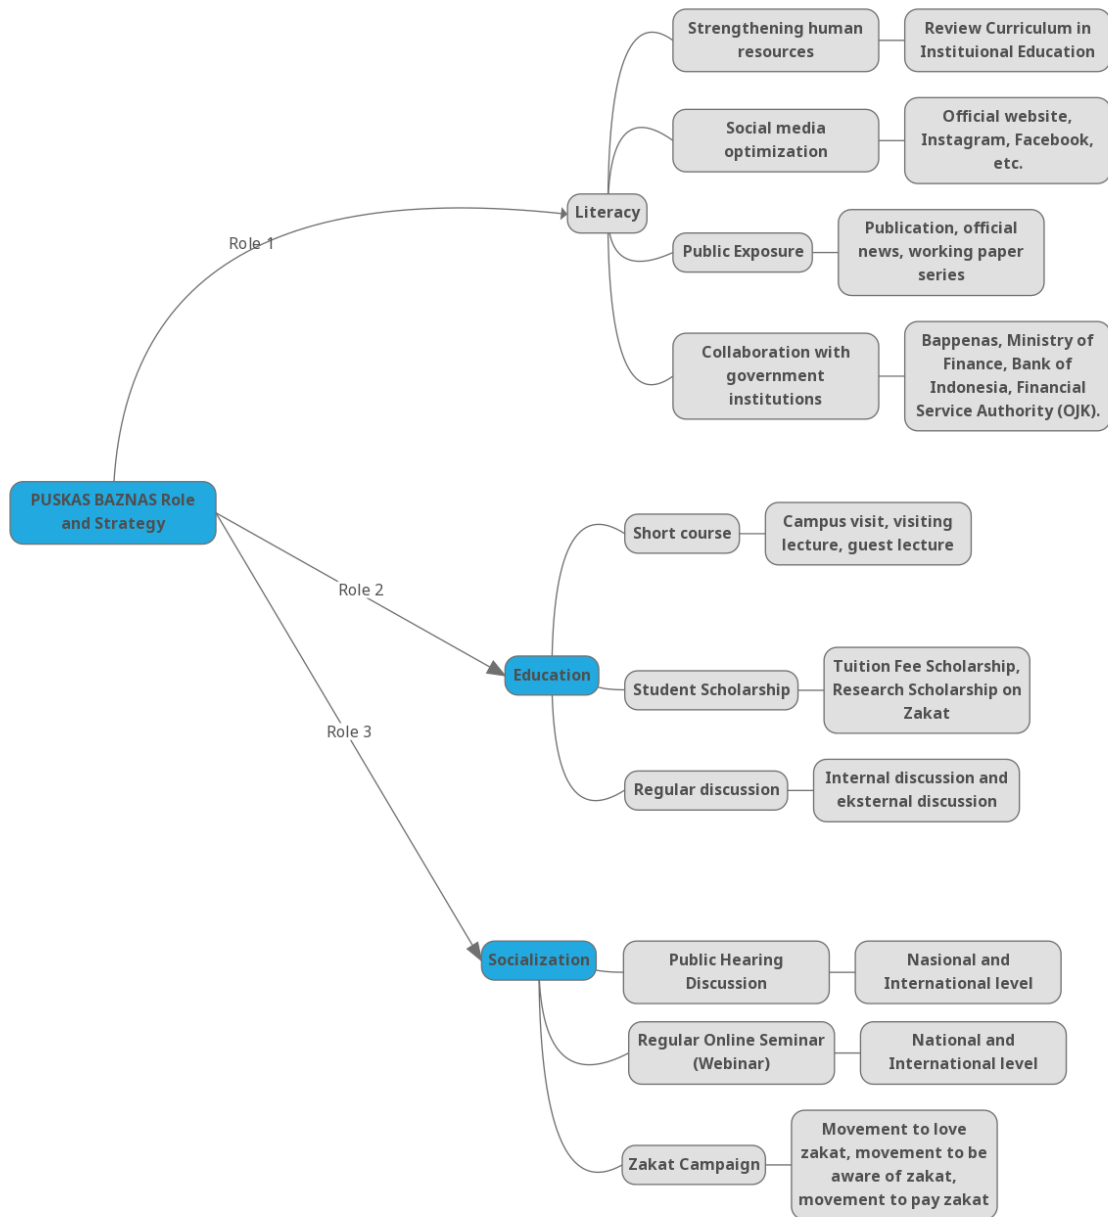 PUSKAS BAZNAS Role
and Strategy
Role 1
Literacy
Strengthening human
resources
Review Curriculum in
Instituional Education
Social media
optimization
Official website,
Instagram, Facebook,
etc.
Public Exposure
Publication, official
news, working paper
series
Collaboration with
government
institutions
Bappenas, Ministry of
Finance, Bank of
Indonesia, Financial
Service Authority (OJK).
Role 2
Education
Short course
Campus visit, visiting
lecture, guest lecture
Student Scholarship
Tuition Fee Scholarship,
Research Scholarship on
Zakat
Regular discussion
Internal discussion and
eksternal discussion
Role 3
Socialization
Public Hearing
Discussion
Nasional and
International level
Regular Online Seminar
(Webinar)
National and
International level
Zakat Campaign
Movement to love
zakat, movement to be
aware of zakat,
movement to pay zakat